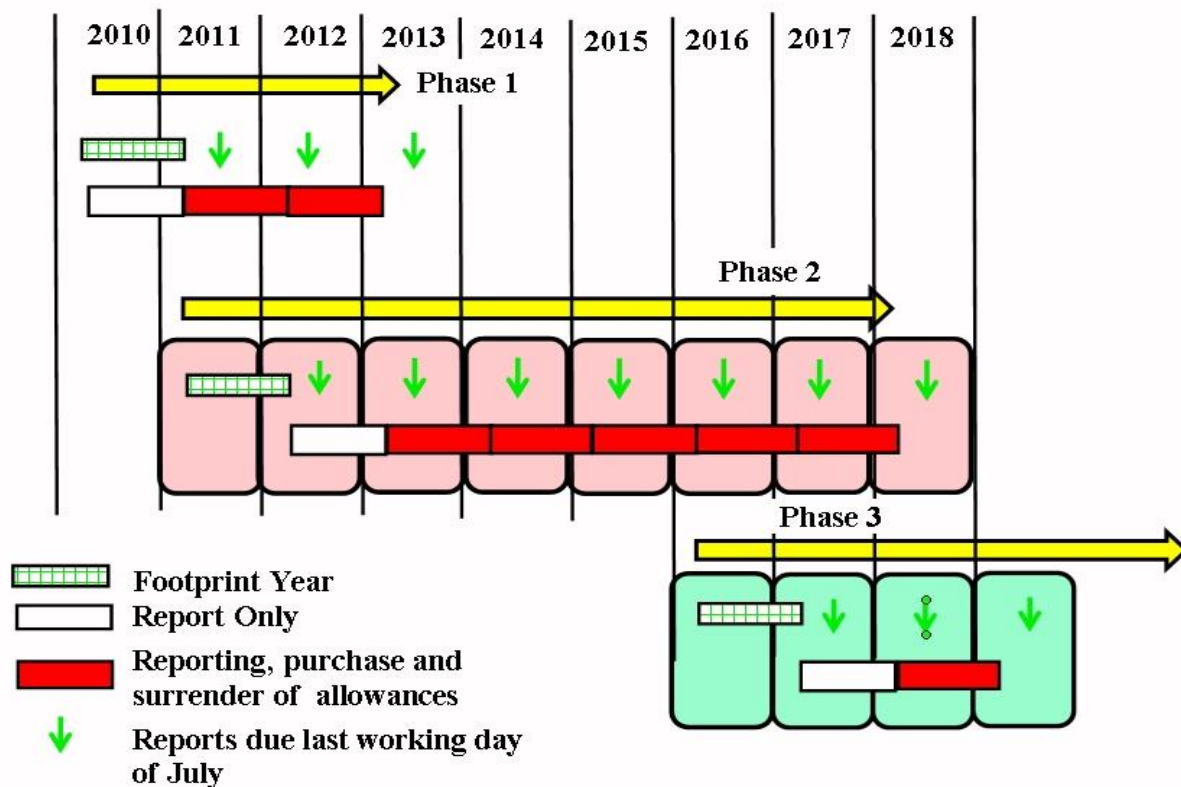 2010 2011 2012 2013 2014 2015 2016 2017 2018
Phase 1
Phase 2
Phase 3
Footprint Year
Report Only
Reporting, purchase and
surrender of allowances
Reports due last working day
of July